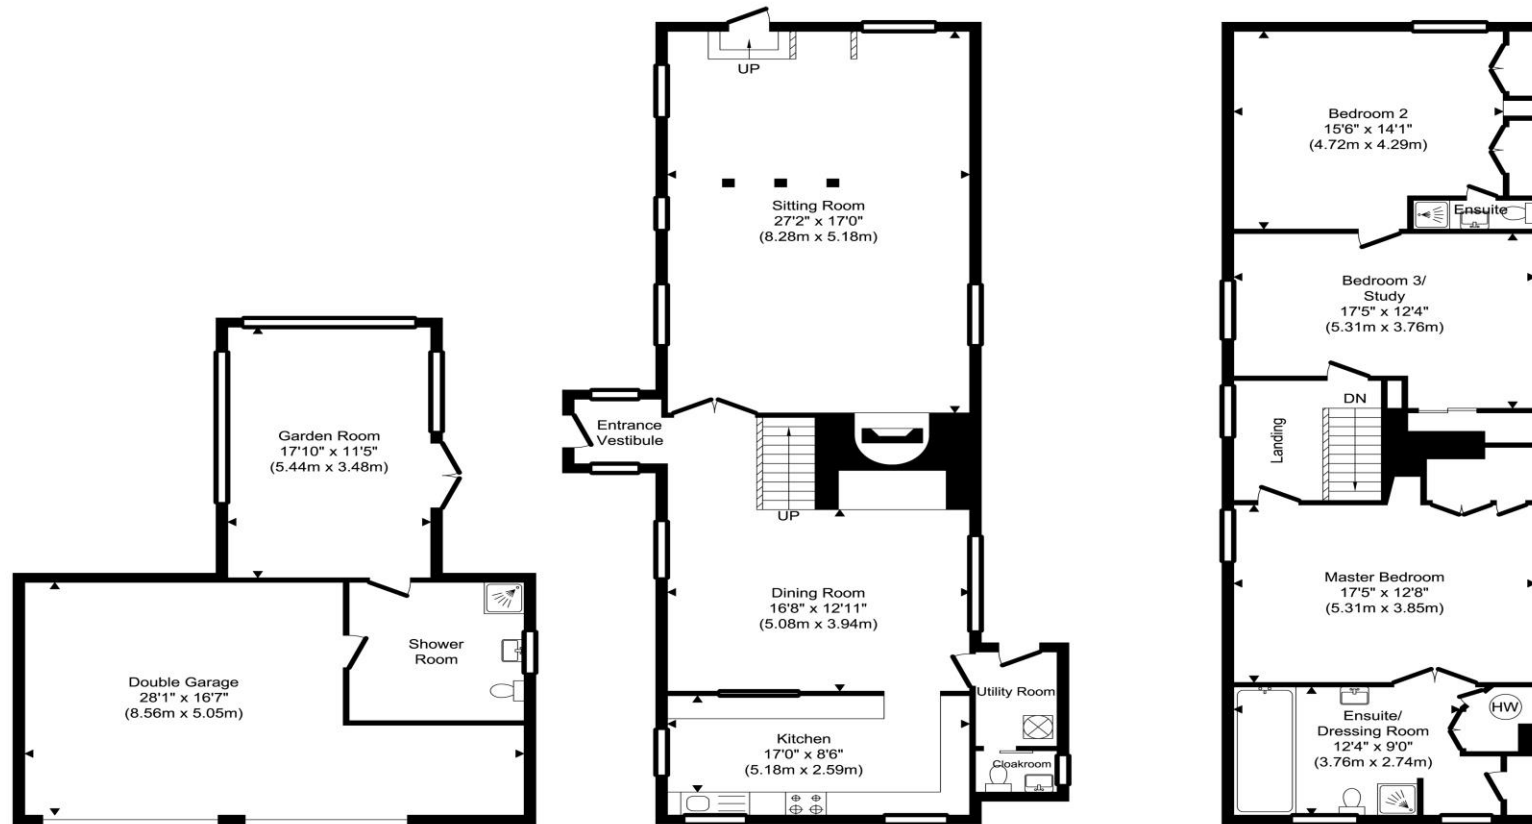 Garden Room
17'10" x 11'5"
(5.44m x 3.48m)
Shower
Room
Double Garage
28'1" x 16'7"
(8.56m x 5.05m)
UP
Sitting Room
27'2" x 17'0"
(8.28m x 5.18m)
Entrance
Vestibule
UP
Dining Room
16'8" x 12'11"
(5.08m x 3.94m)
Utility Room
Kitchen
17'0" x 8'6"
(5.18m x 2.59m)
Cloakroom
Bedroom 2
15'6" x 14'1"
(4.72m x 4.29m)
Ensuite
Bedroom 3/
Study
17'5" x 12'4"
(5.31m x 3.76m)
DN
Landing
Master Bedroom
17'5" x 12'8"
(5.31m x 3.85m)
HW
Ensuite/
Dressing Room
12'4" x 9'0"
(3.76m x 2.74m)